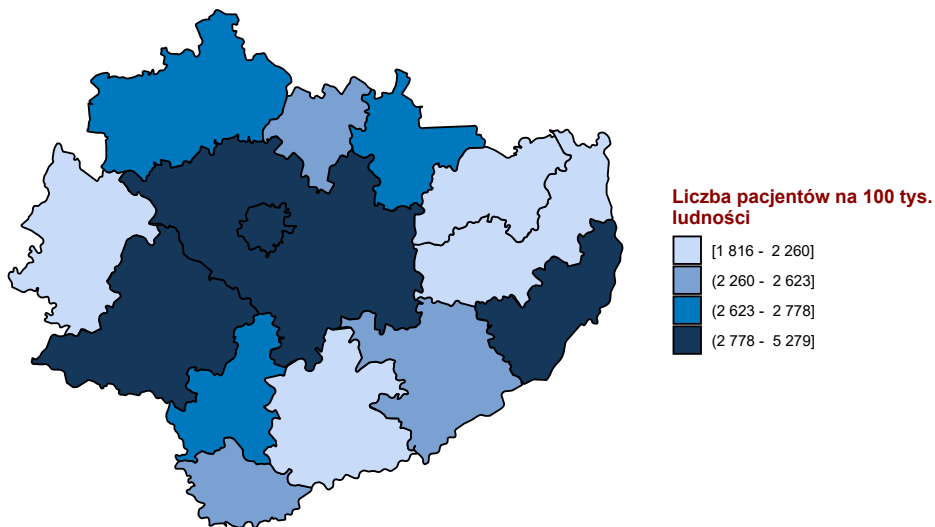 Liczba pacjentów na 100 tys.
ludności
[1 816 - 2 260]
(2 260 - 2 623]
(2 623 - 2 778]
(2 778 - 5 279]